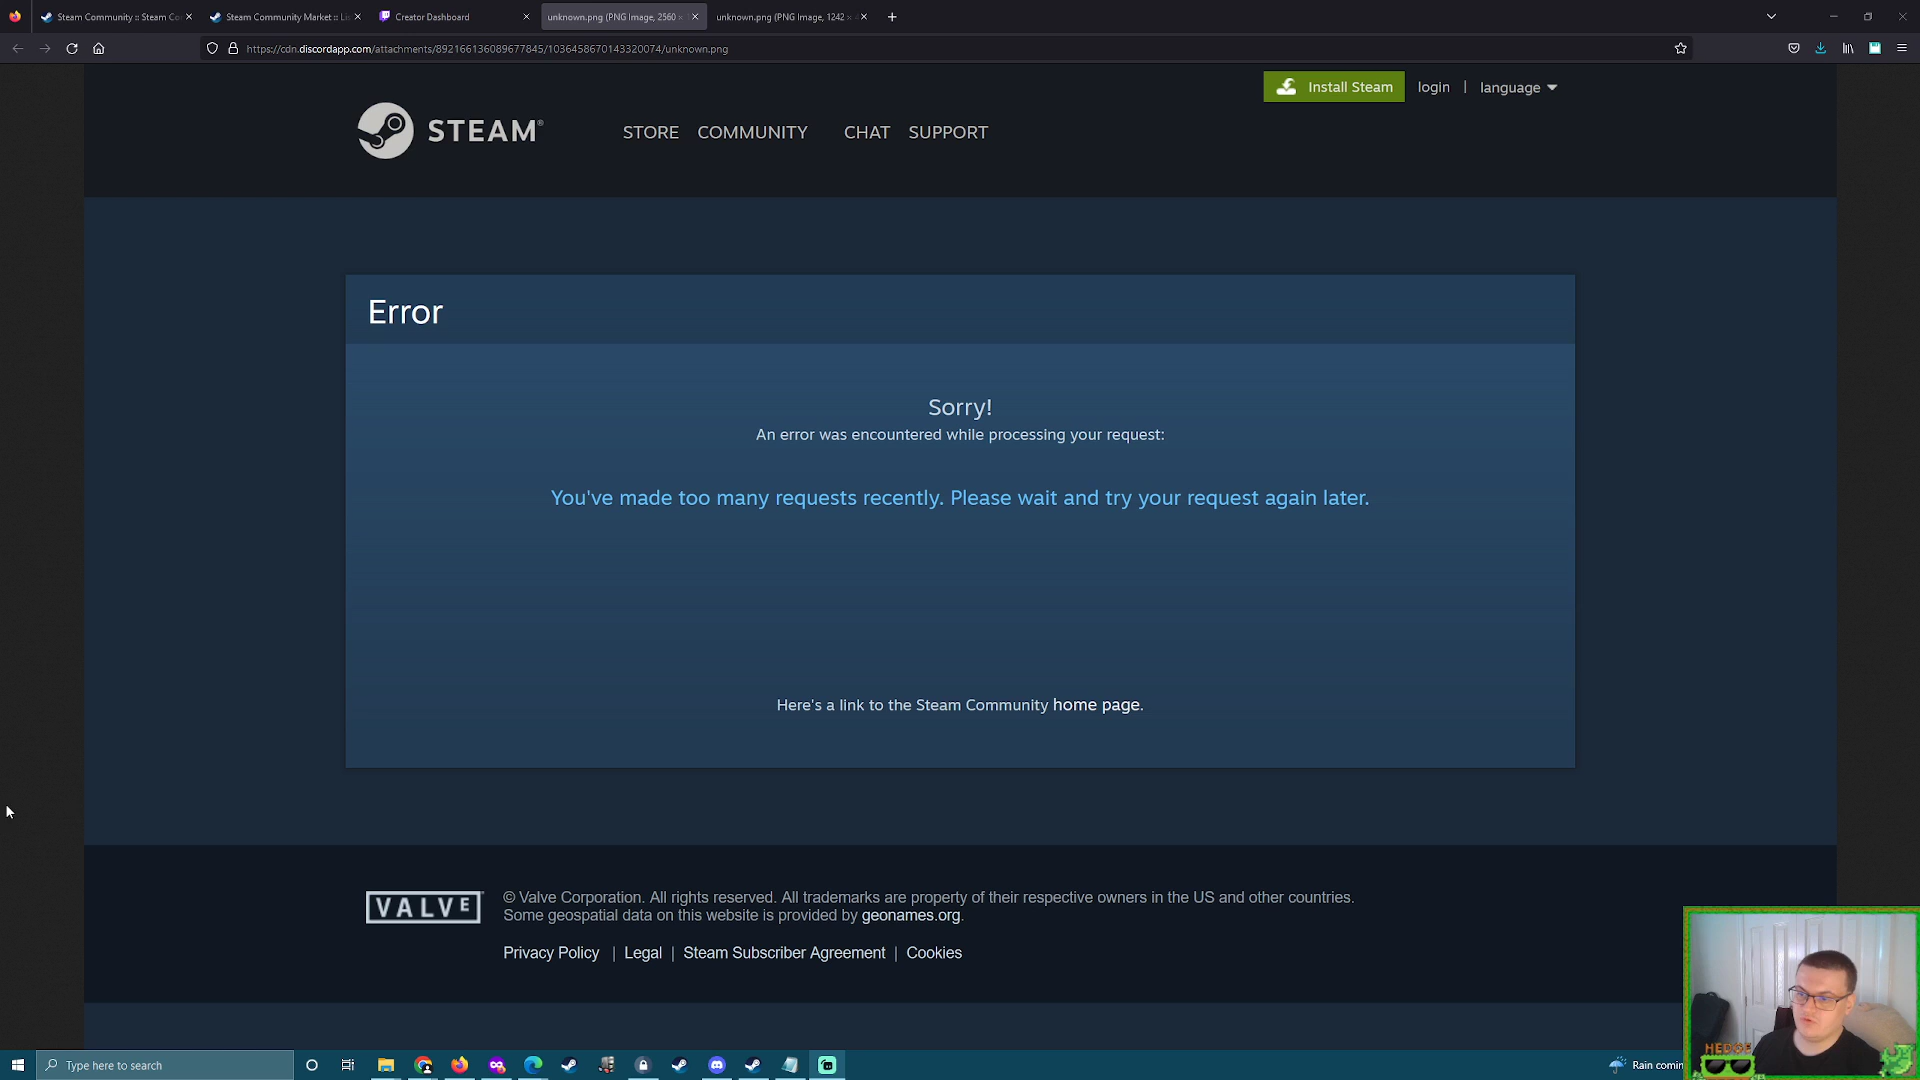 Steam Community :: Steam Co
Steam Community Market :: Li
Creator Dashboard
unknown.png (PNG Image, 2560 ×
unknown.png (PNG Image, 1242 ×
https://cdn.discordapp.com/attachments/892166136089677845/1036458670143320074/unknown.png
Install Steam
login
|
language
STEAM®
STORE
COMMUNITY
CHAT
SUPPORT
Error
Sorry!
An error was encountered while processing your request:
You've made too many requests recently. Please wait and try your request again later.
Here's a link to the Steam Community home page.
VALVE
© Valve Corporation. All rights reserved. All trademarks are property of their respective owners in the US and other countries.
Some geospatial data on this website is provided by geonames.org.
Privacy Policy | Legal | Steam Subscriber Agreement | Cookies
HEDGE
Type here to search
Rain comin